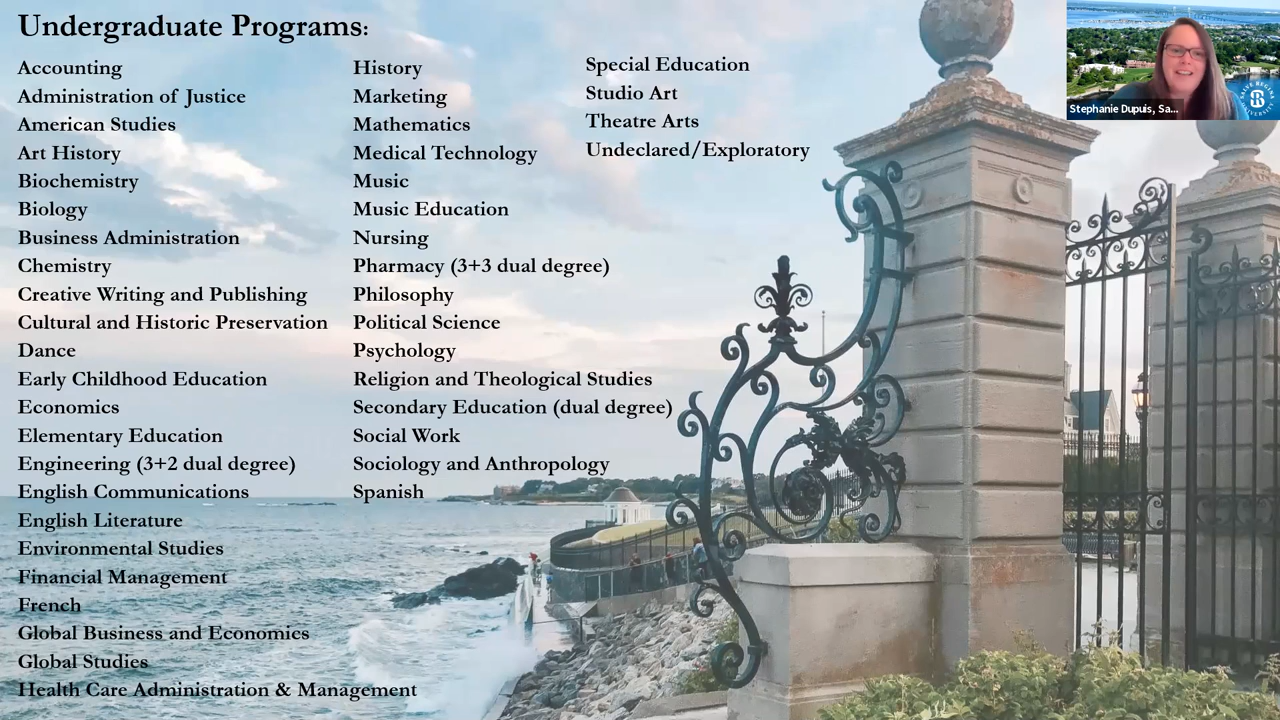 Undergraduate Programs:
Accounting
Administration of Justice
American Studies
Art History
Biochemistry
Biology
Business Administration
Chemistry
Creative Writing and Publishing
Cultural and Historic Preservation
Dance
Early Childhood Education
Economics
Elementary Education
Engineering (3+2 dual degree)
English Communications
English Literature
Environmental Studies
Financial Management
French
Global Business and Economics
Global Studies
Health Care Administration & Management
History
Marketing
Mathematics
Medical Technology
Music
Music Education
Nursing
Pharmacy (3+3 dual degree)
Philosophy
Political Science
Psychology
Religion and Theological Studies
Secondary Education (dual degree)
Social Work
Sociology and Anthropology
Spanish
Special Education
Studio Art
Theatre Arts
Undeclared/Exploratory
Stephanie Dupuis, Sa...